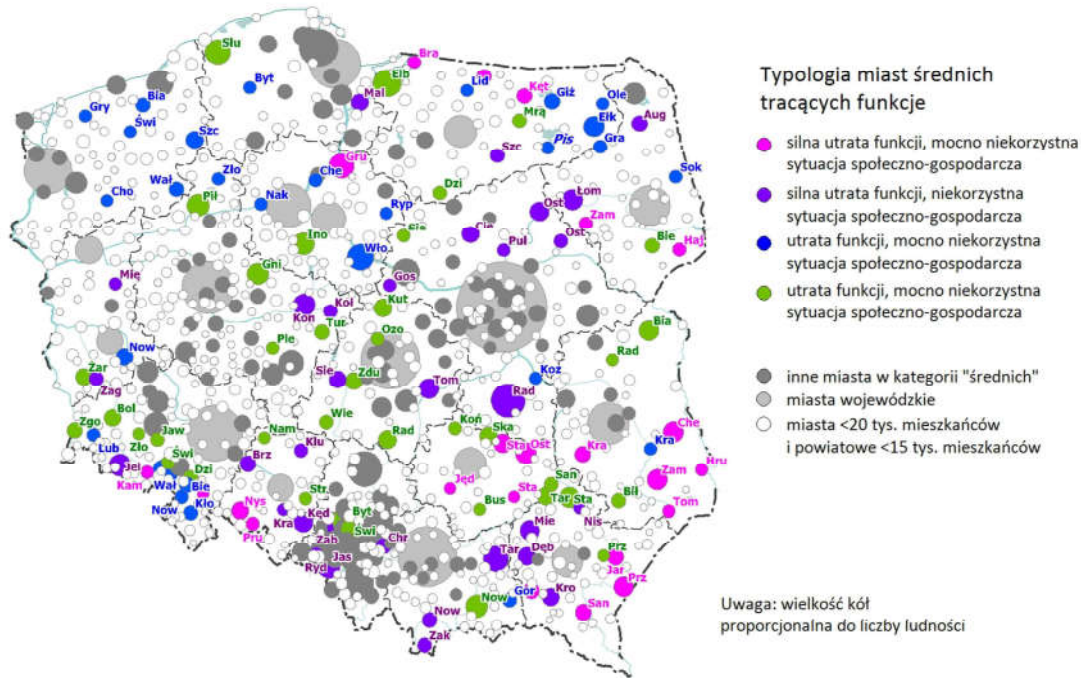 Typologia miast średnich
tracących funkcje
silna utrata funkcji, mocno niekorzystna
sytuacja społeczno-gospodarcza
silna utrata funkcji, niekorzystna
sytuacja społeczno-gospodarcza
utrata funkcji, mocno niekorzystna
sytuacja społeczno-gospodarcza
utrata funkcji, mocno niekorzystna
sytuacja społeczno-gospodarcza
inne miasta w kategorii "średnich"
miasta wojewódzkie
miasta <20 tys. mieszkańców
i powiatowe <15 tys. mieszkańców
Uwaga: wielkość kół
proporcjonalna do liczby ludności
Słu
Bra
Elb
Byt
Lid
Kęt
Giż
Ole
Bia
Mal
Gry
Mrą
Ełk
Aug
Świ
Szc
Pis
Gra
Szc
Gru
Zło
Che
Sok
Wał
Dzi
Łom
Cho
Pił
Nak
Ryp
Ost
Zam
Ino
Cie
Ost
Bie
Haj
Wło
Puł
Gni
Mię
Gos
Koł
Kut
Kon
Tur
Bia
Ozo
Now
Ple
Rad
Zar
Sie
Zdu
Koz
Zag
Tom
Rad
Bol
Wie
Zgo
Jaw
Koń
Ska
Che
Zło
Nam
Rad
Sta
Ost
Kra
Kra
Lub
Świ
Klu
Jel
Brz
Hru
Kam
Dzi
Zam
Wał
Bie
Jęd
San
Str
Sta
Tar
Sta
Bił
Now
Kło
Nys
Bus
Tom
Kęd
Byt
Nis
Kra
Pru
Świ
Mie
Zab
Chr
Tar
Dęb
Prz
Jas
Jar
Ryd
Prz
Gór
Kro
Now
San
Now
Zak